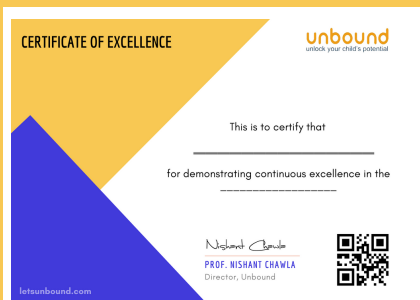 CERTIFICATE OF EXCELLENCE
unbound
unlock your child's potential
This is to certify that
for demonstrating continuous excellence in the
___________________
Nishant Chawla
PROF. NISHANT CHAWLA
Director, Unbound
letsunbound.com